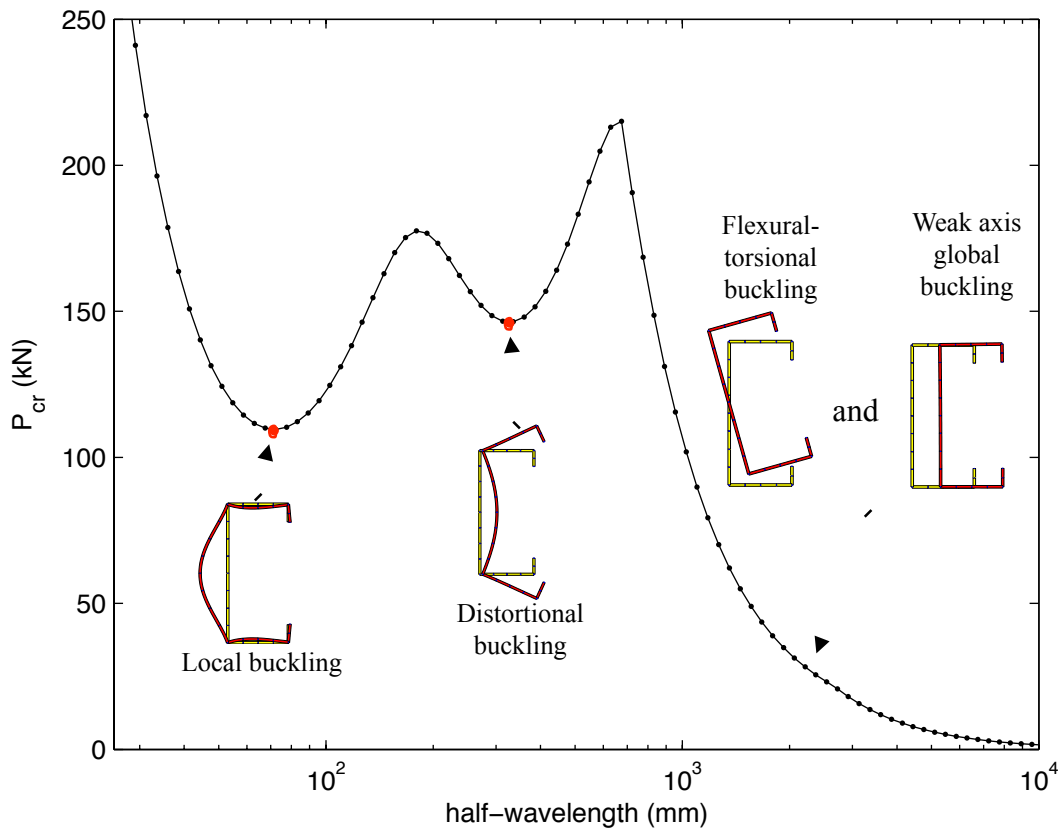 250
200
150
100
50
0
P_cr (kN)
Flexural-
torsional
buckling
Weak axis
global
buckling
and
Local buckling
Distortional
buckling
10^2
10^3
10^4
half-wavelength (mm)